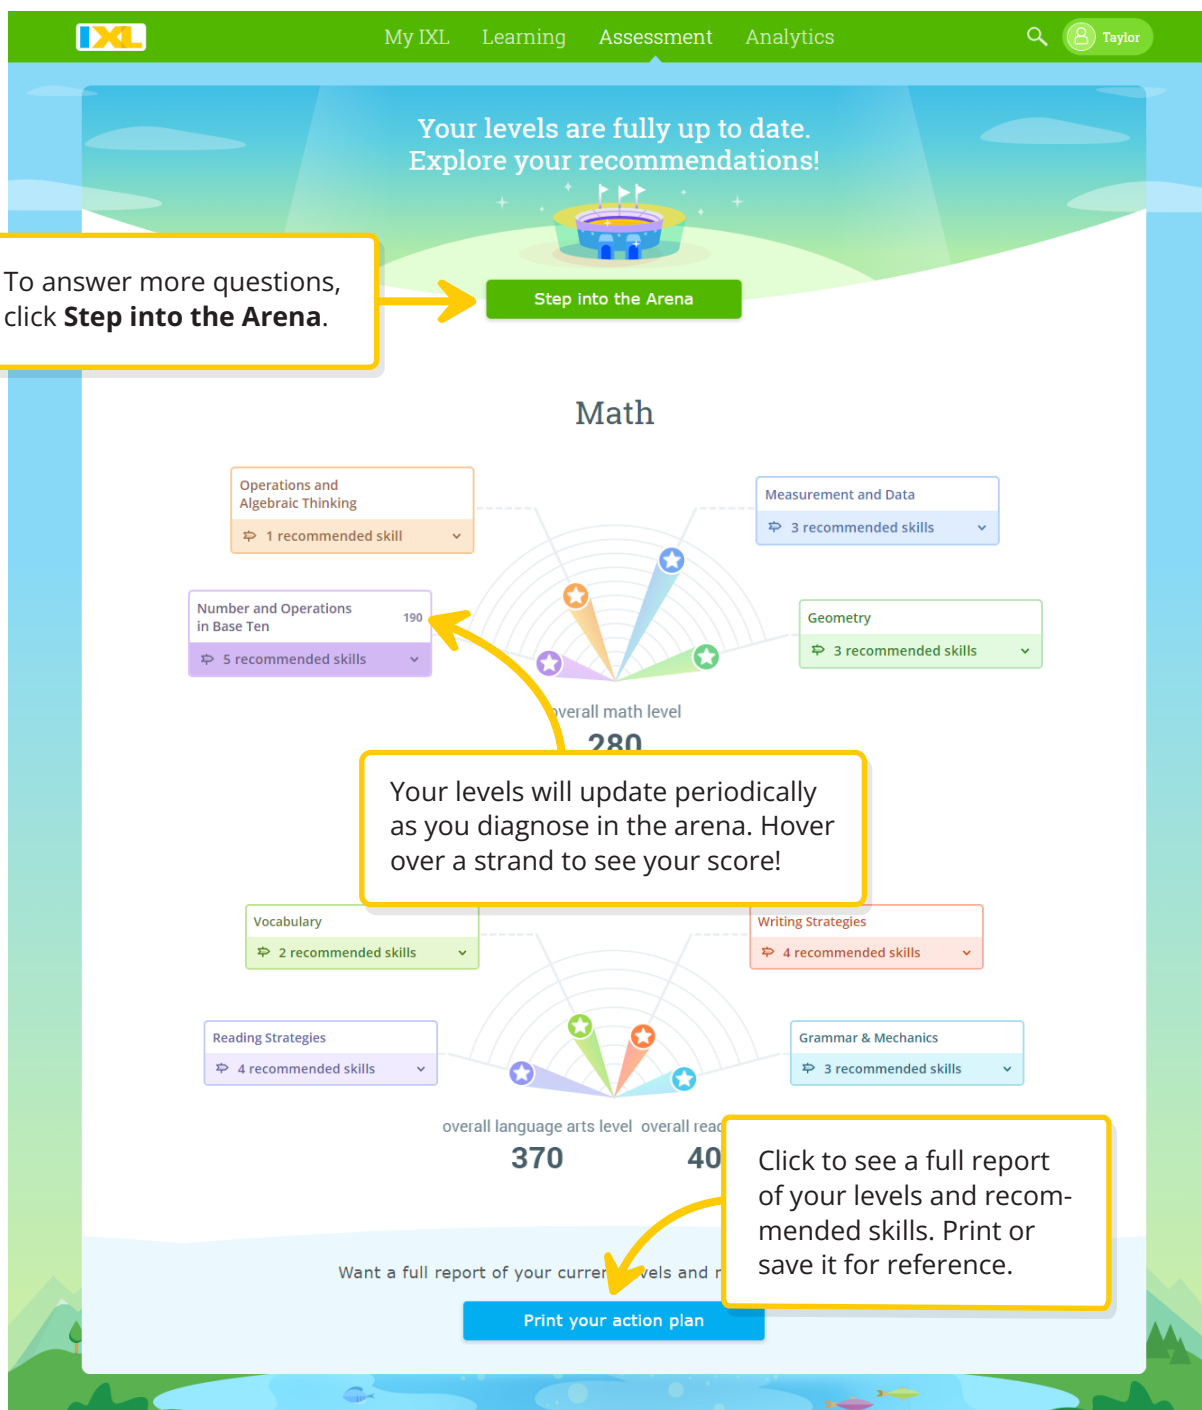 IXL
My IXL Learning Assessment Analytics
Taylor
Your levels are fully up to date.
Explore your recommendations!
To answer more questions,
click Step into the Arena.
Step into the Arena
Math
Operations and
Algebraic Thinking
1 recommended skill
Measurement and Data
3 recommended skills
Number and Operations
in Base Ten
190
5 recommended skills
Geometry
3 recommended skills
overall math level
280
Your levels will update periodically
as you diagnose in the arena. Hover
over a strand to see your score!
Vocabulary
2 recommended skills
Writing Strategies
4 recommended skills
Reading Strategies
4 recommended skills
Grammar & Mechanics
3 recommended skills
overall language arts level overall
370
Click to see a full report
of your levels and recom-
mended skills. Print or
save it for reference.
Want a full report of your
Print your action plan